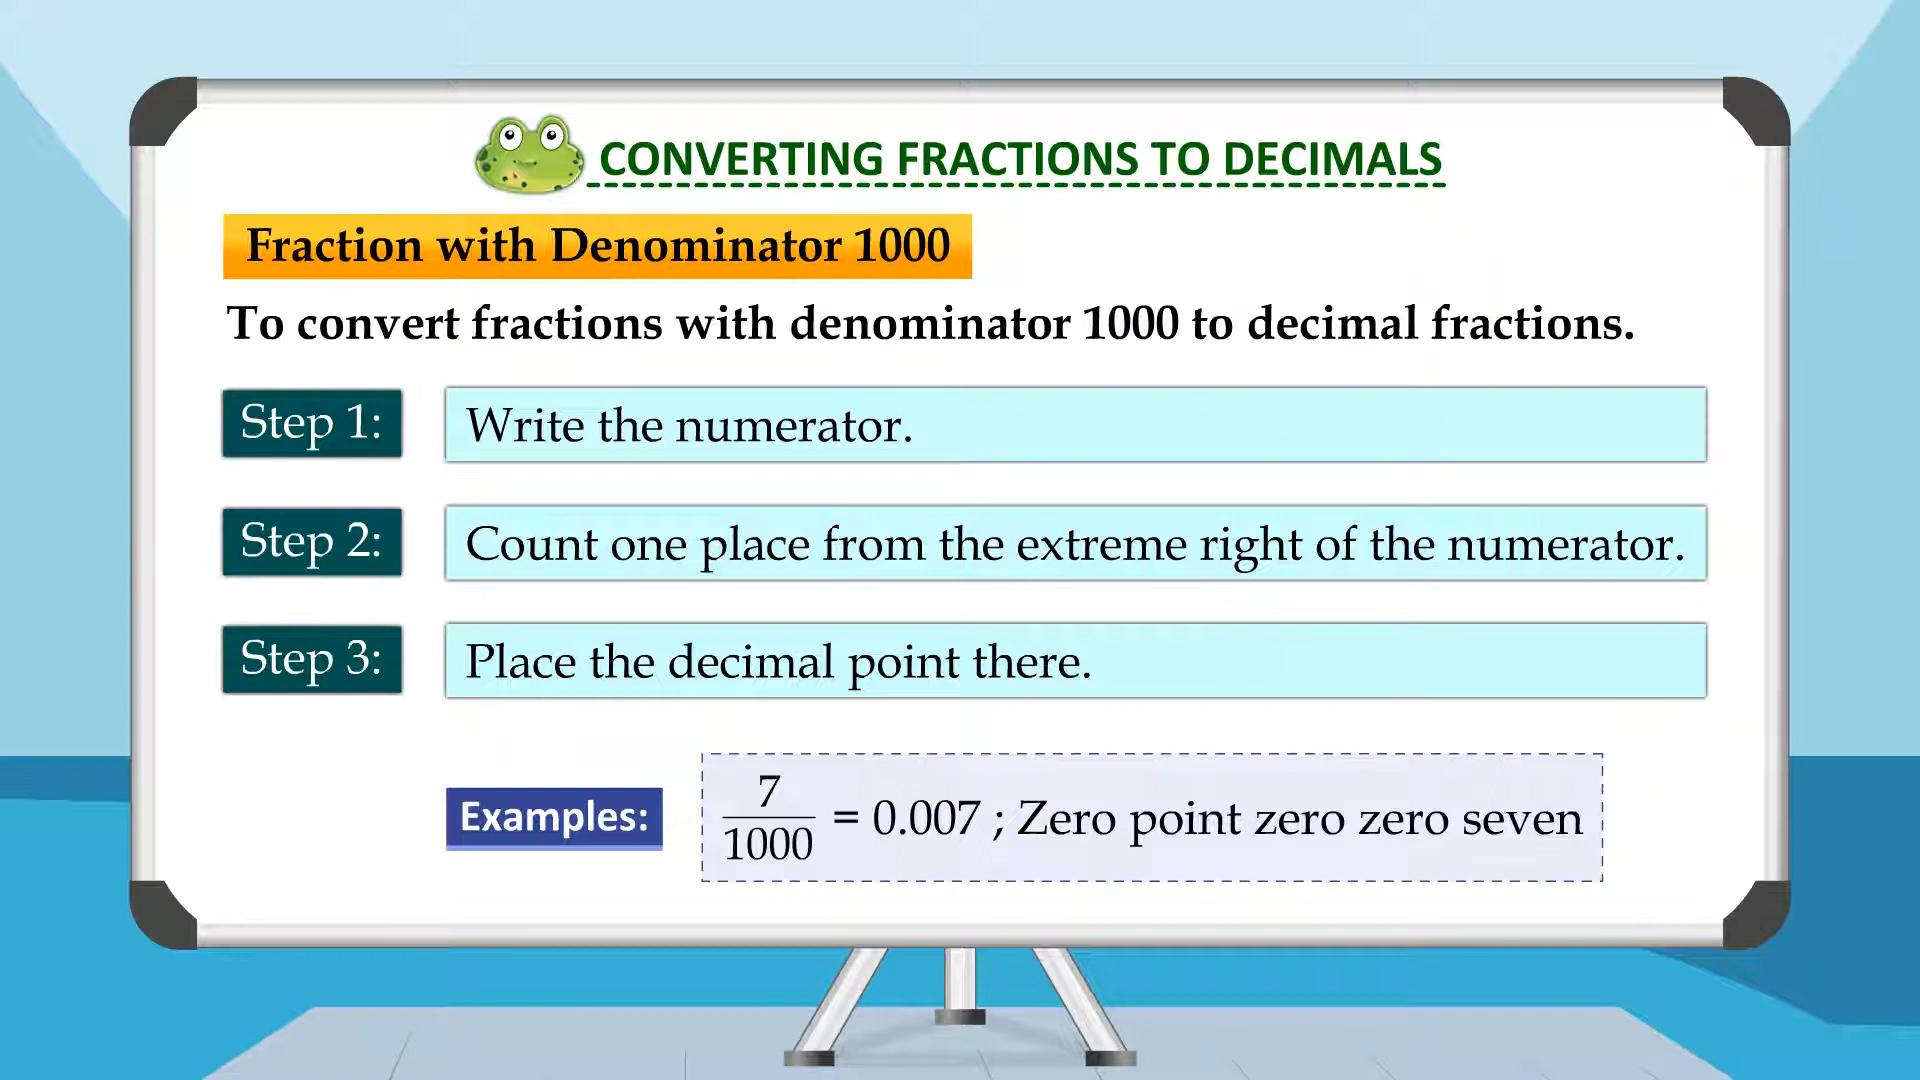 CONVERTING FRACTIONS TO DECIMALS
Fraction with Denominator 1000
To convert fractions with denominator 1000 to decimal fractions.
Step 1: Write the numerator.
Step 2: Count one place from the extreme right of the numerator.
Step 3: Place the decimal point there.
Examples: 7/1000 = 0.007 ; Zero point zero zero seven